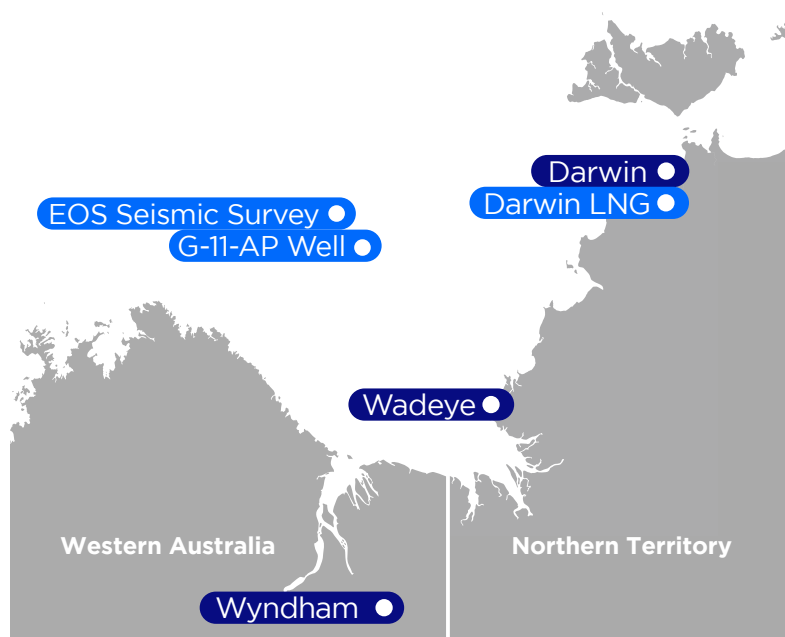 Darwin
Darwin LNG
EOS Seismic Survey
G-11-AP Well
Wadeye
Western Australia
Northern Territory
Wyndham